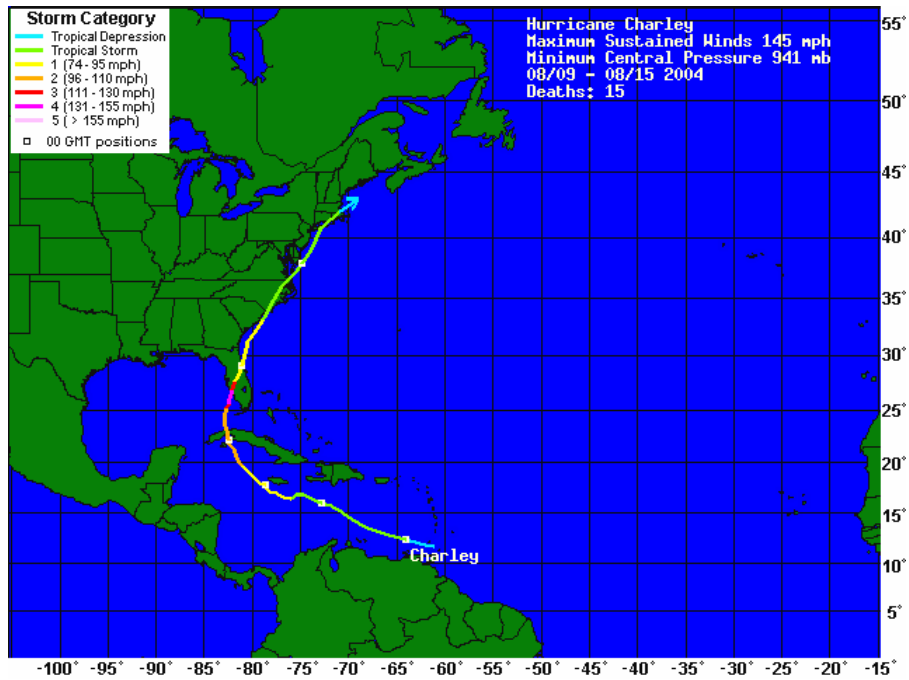 Storm Category
Tropical Depression
Tropical Storm
1 (74 - 95 mph)
2 (96 - 110 mph)
3 (111 - 130 mph)
4 (131 - 155 mph)
5 ( > 155 mph)
00 GMT positions
Hurricane Charley
Maximum Sustained Winds 145 mph
Minimum Central Pressure 941 mb
08/09 - 08/15 2004
Deaths: 15
55°
50°
45°
40°
35°
30°
25°
20°
15°
10°
5°
Charley
-100° -95° -90° -85° -80° -75° -70° -65° -60° -55° -50° -45° -40° -35° -30° -25° -20° -15°